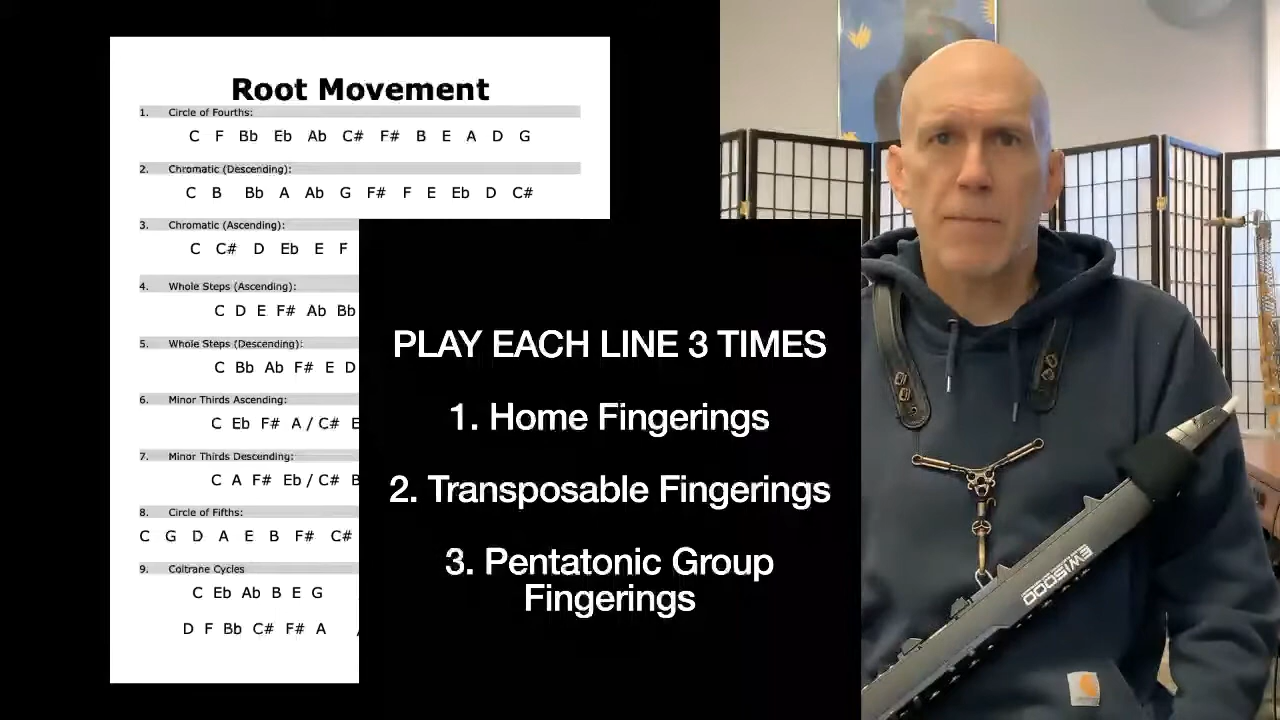 Root Movement
1. Circle of Fourths:
C F Bb Eb Ab C# F# B E A D G
2. Chromatic (Descending):
C B Bb A Ab G F# F E Eb D C#
3. Chromatic (Ascending):
C C# D Eb E F
4. Whole Steps (Ascending):
C D E F# Ab Bb
5. Whole Steps (Descending):
C Bb Ab F# E D
6. Minor Thirds Ascending:
C Eb F# A / C# E
7. Minor Thirds Descending:
C A F# Eb / C# B
8. Circle of Fifths:
C G D A E B F# C#
9. Coltrane Cycles
C Eb Ab B E G
D F Bb C# F# A
PLAY EACH LINE 3 TIMES
1. Home Fingerings
2. Transposable Fingerings
3. Pentatonic Group
Fingerings
EWI5000